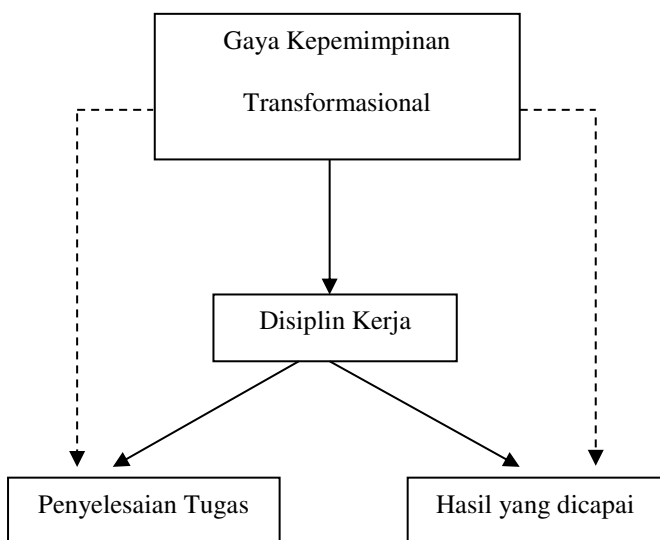 Gaya Kepemimpinan
Transformasional
Disiplin Kerja
Penyelesaian Tugas
Hasil yang dicapai